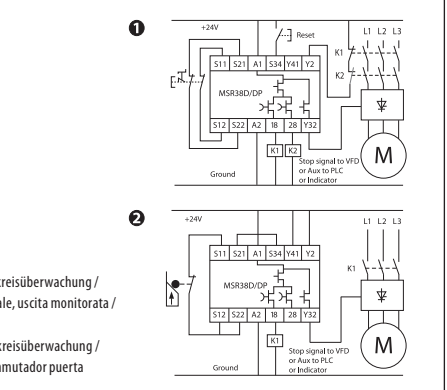 ❶
+24V
Reset
L1 L2 L3
K1
K2
S11 S21 A1 S34 Y41 Y2
MSR38D/DP
S12 S22 A2 18 28 Y32
K1 K2
Stop signal to VFD
or Aux to PLC
or Indicator
M
Ground
❷
+24V
L1 L2 L3
S11 S21 A1 S34 Y41 Y2
K1
MSR38D/DP
S12 S22 A2 18 28 Y32
K1
Stop signal to VFD
or Aux to PLC
or Indicator
M
Ground
kreisüberwachung /
ale, uscita monitorata /
kreisüberwachung /
nmutador puerta